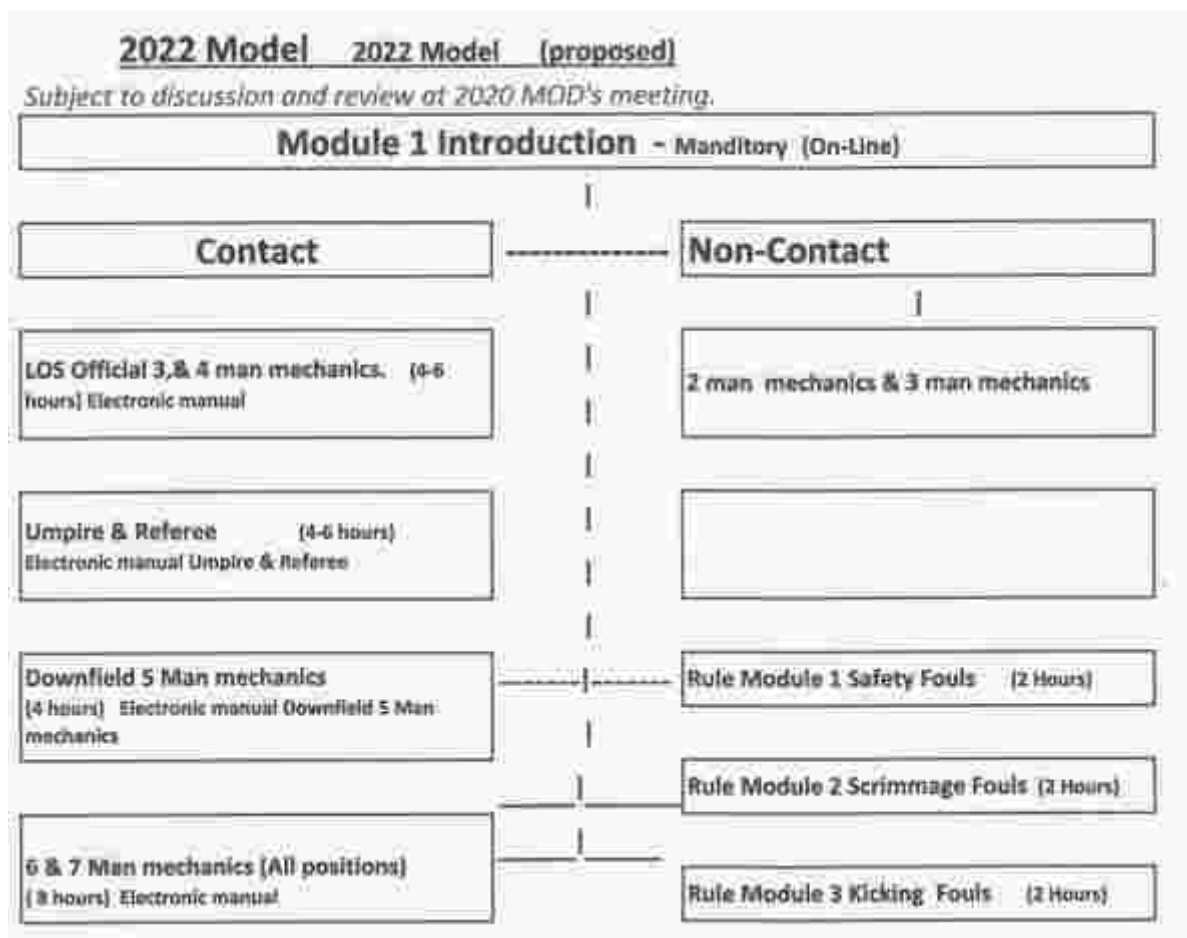 2022 Model 2022 Model (proposed)
Subject to discussion and review at 2020 MOD's meeting.
Module 1 Introduction - Manditory (On-Line)
Contact
Non-Contact
LOS Official 3,& 4 man mechanics. (4-6
hours) Electronic manual
2 man mechanics & 3 man mechanics
Umpire & Referee (4-6 hours)
Electronic manual Umpire & Referee
Downfield 5 Man mechanics
(4 hours) Electronic manual Downfield 5 Man
mechanics
Rule Module 1 Safety Fouls (2 Hours)
Rule Module 2 Scrimmage Fouls (2 Hours)
6 & 7 Man mechanics (All positions)
( 8 hours) Electronic manual
Rule Module 3 Kicking Fouls (2 Hours)